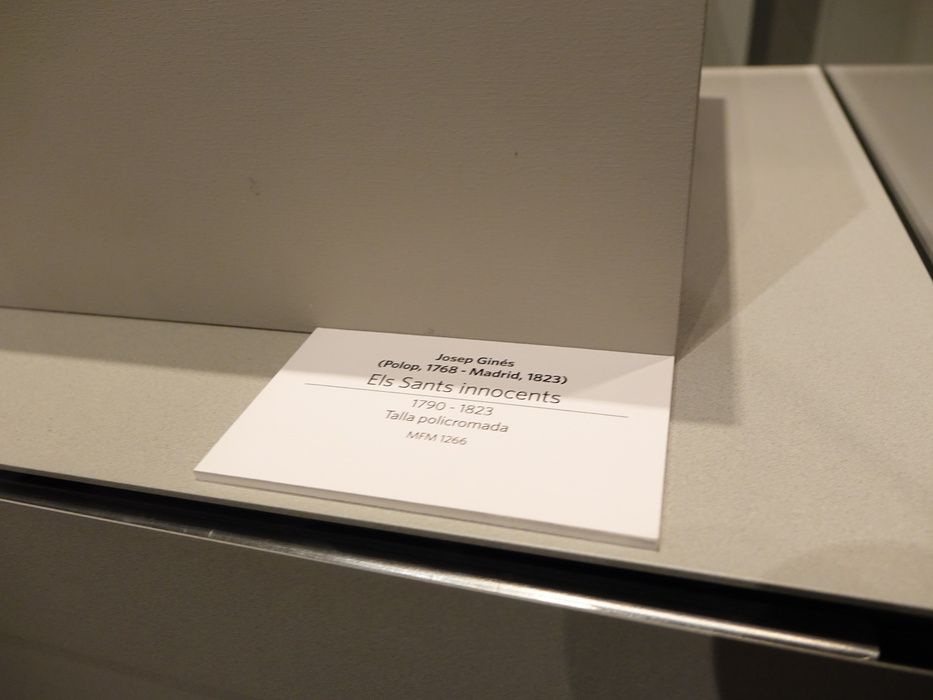 Josep Ginés
(Polop, 1768 - Madrid, 1823)
Els Sants innocents
1790 - 1823
Talla policromada
MFM 1266